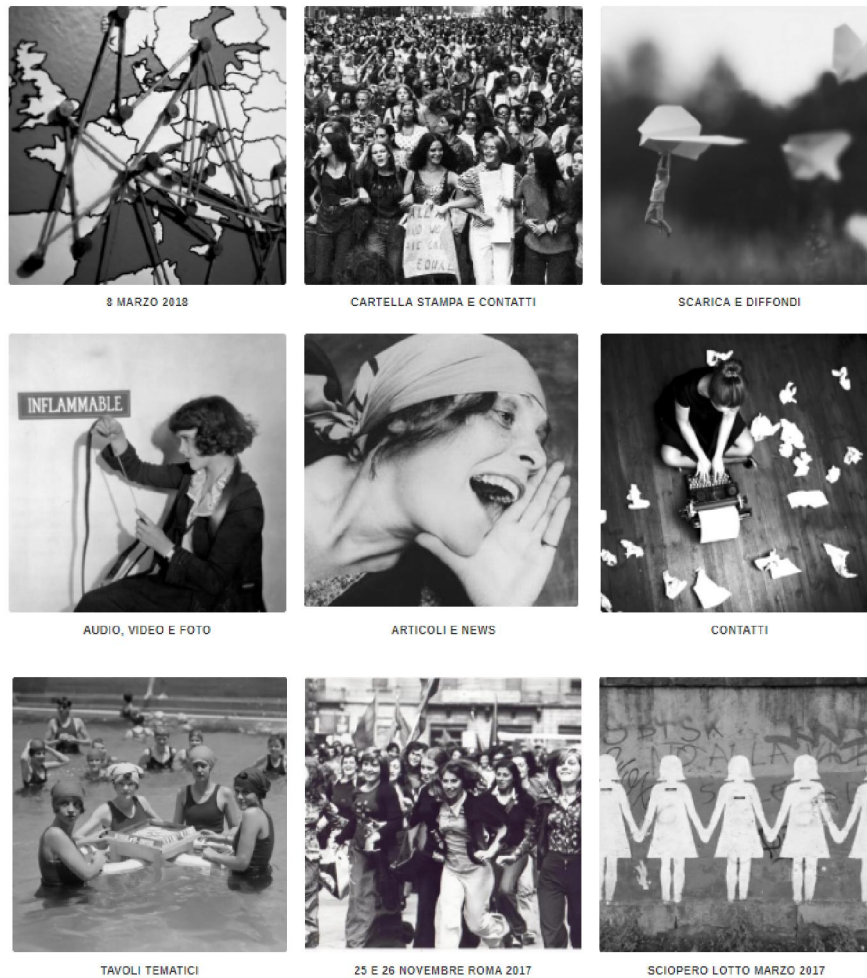 8 MARZO 2018
CARTELLA STAMPA E CONTATTI
SCARICA E DIFFONDI
INFLAMMABLE
AUDIO, VIDEO E FOTO
ARTICOLI E NEWS
CONTATTI
TAVOLI TEMATICI
25 E 26 NOVEMBRE ROMA 2017
SCIOPERO LOTTO MARZO 2017